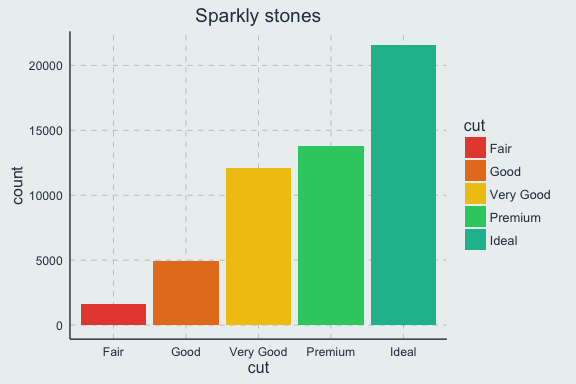 Sparkly stones
count
20000
15000
10000
5000
0
Fair
Good
Very Good
Premium
Ideal
cut
cut
Fair
Good
Very Good
Premium
Ideal